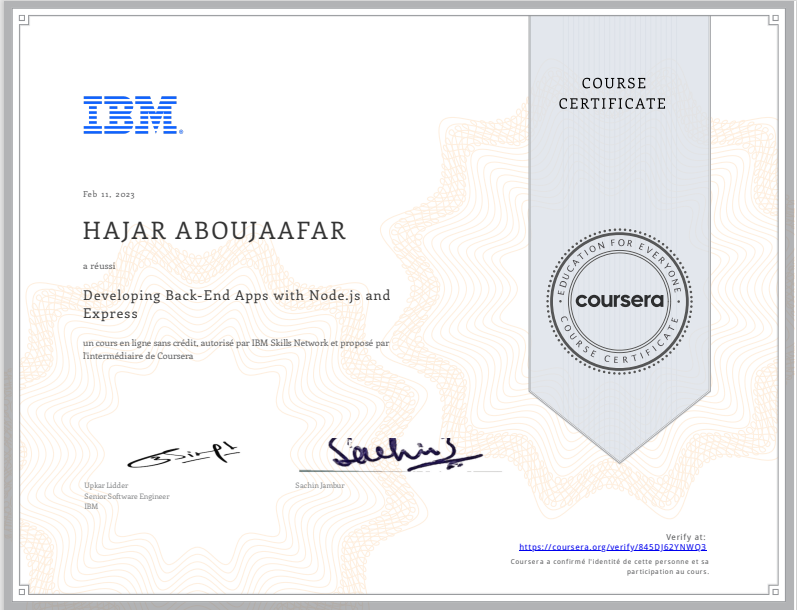 COURSE
CERTIFICATE
IBM®
Feb 11, 2023
HAJAR ABOUJAAFAR
a réussi
Developing Back-End Apps with Node.js and
Express
un cours en ligne sans crédit, autorisé par IBM Skills Network et proposé par
l'intermédiaire de Coursera
EDUCATION FOR EVERYONE
coursera
COURSE CERTIFICATE
Sachin J
Upkar Lidder
Senior Software Engineer
IBM
Sachin Jambur
Verify at:
https://coursera.org/verify/845DJ62YNWQ3
Coursera a confirmé l'identité de cette personne et sa
participation au cours.